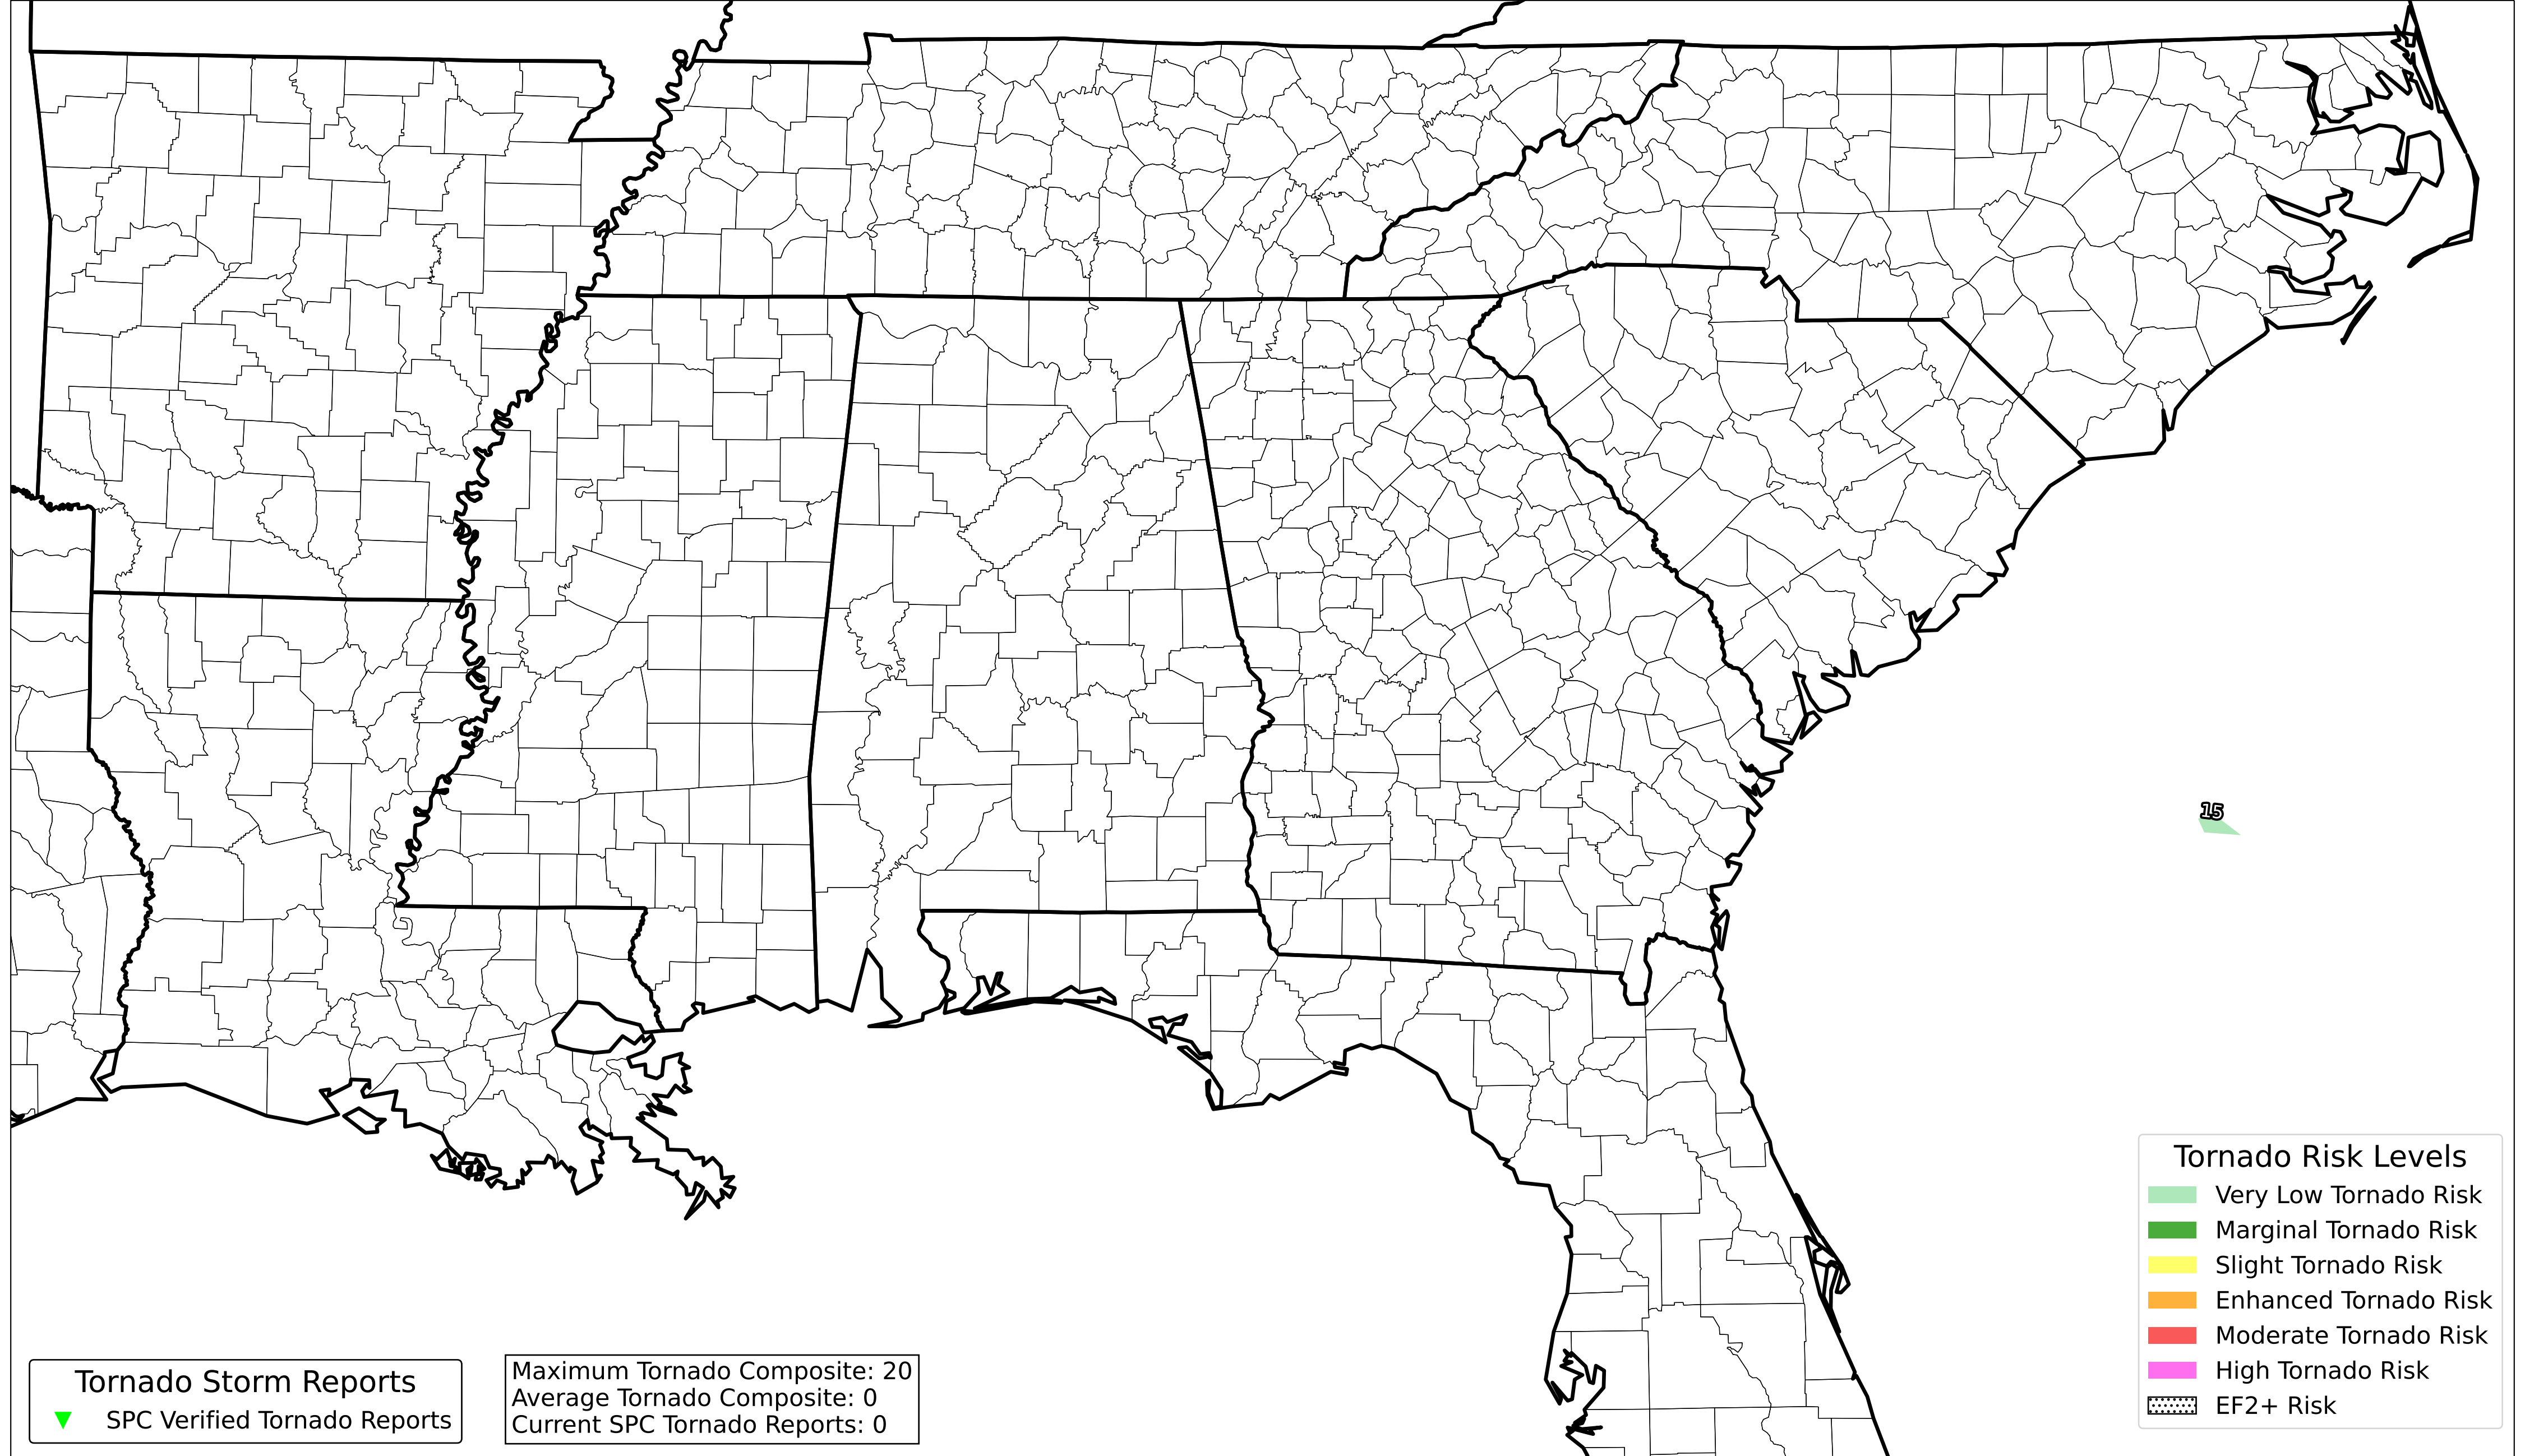 15
Tornado Risk Levels
Very Low Tornado Risk
Marginal Tornado Risk
Slight Tornado Risk
Enhanced Tornado Risk
Moderate Tornado Risk
High Tornado Risk
EF2+ Risk
Tornado Storm Reports
SPC Verified Tornado Reports
Maximum Tornado Composite: 20
Average Tornado Composite: 0
Current SPC Tornado Reports: 0